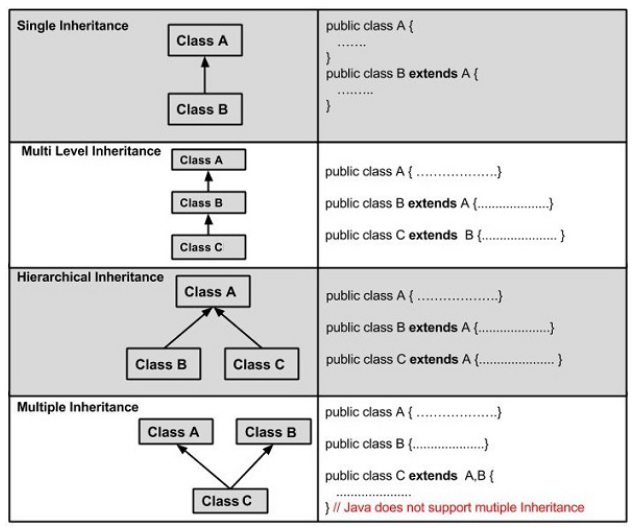 Single Inheritance
Class A
Class B
public class A {
.......
}
public class B extends A {
.........
}
Multi Level Inheritance
Class A
Class B
Class C
public class A { ....................}
public class B extends A {.....................}
public class C extends B {...................... }
Hierarchical Inheritance
Class A
Class B
Class C
public class A { ....................}
public class B extends A {.....................}
public class C extends A {...................... }
Multiple Inheritance
Class A
Class B
Class C
public class A { ....................}
public class B {.....................}
public class C extends A,B {
......................
} // Java does not support mutiple Inheritance